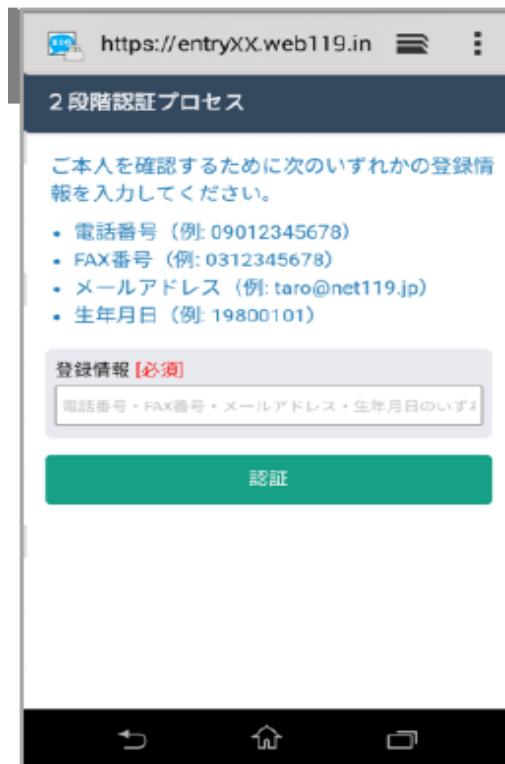 https://entryXX.web119.in
2段階認証プロセス
ご本人を確認するために次のいずれかの登録情
報を入力してください。
• 電話番号（例: 09012345678）
• FAX番号（例: 0312345678）
• メールアドレス（例: taro@net119.jp）
• 生年月日（例: 19800101）
登録情報 [必須]
電話番号・FAX番号・メールアドレス・生年月日のいず
認証